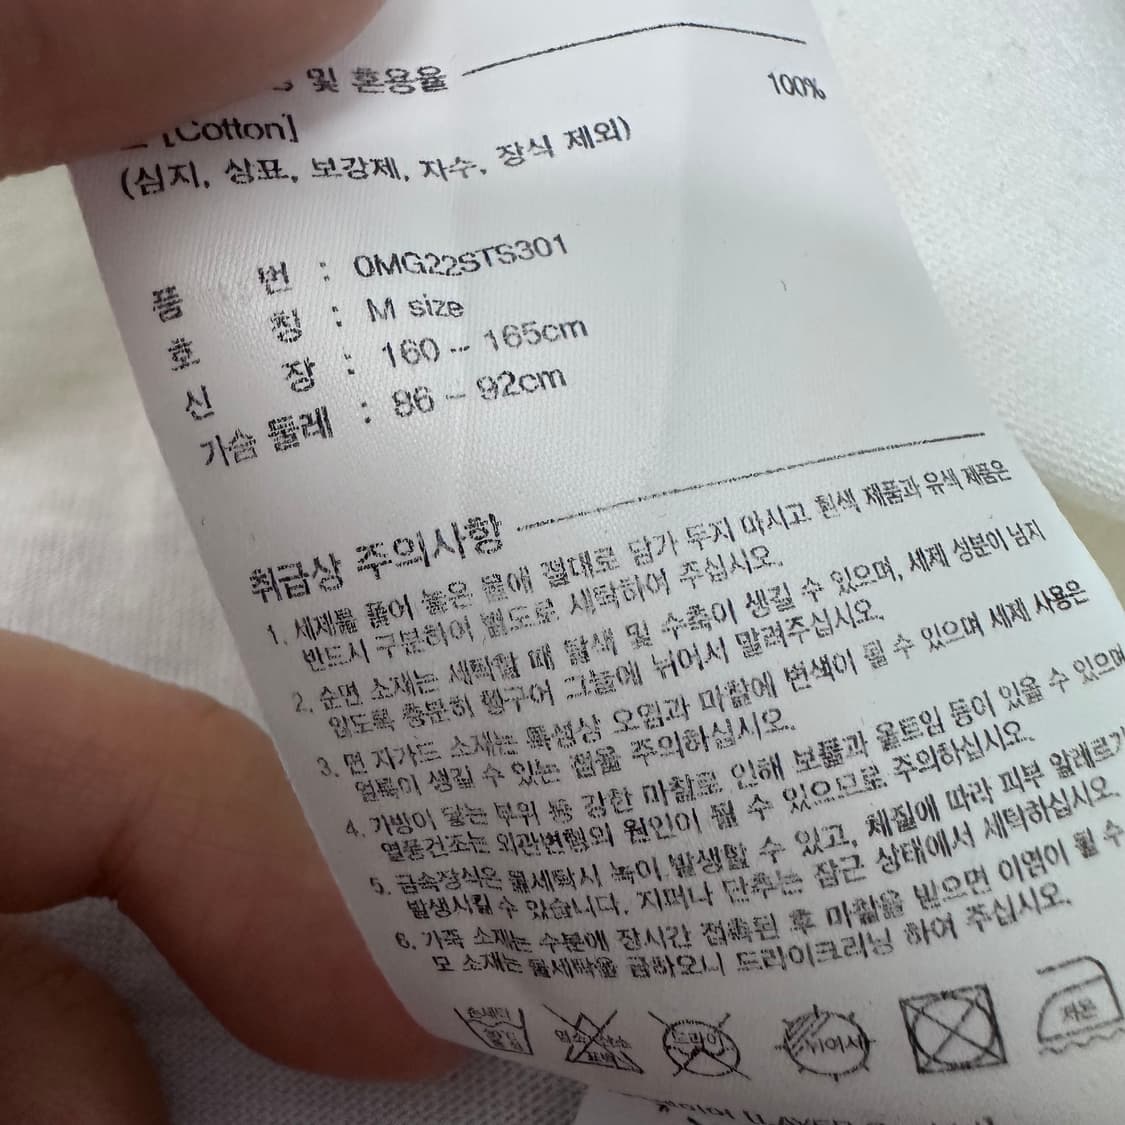 및 혼용율
[Cotton] 100%
(심지, 상표, 보강제, 자수, 장식 제외)
품 번 : OMG22STS301
호 칭 : M size
신 장 : 160 - 165cm
가슴 둘레 : 86 - 92cm
취급상 주의사항
1. 세제를 풀어 놓은 물에 절대로 담가 두지 마시고 흰색 제품과 유색 제품은
반드시 구분하여 별도로 세탁하여 주십시오.
2. 순면 소재는 세탁할 때 탈색 및 수축이 생길 수 있으며, 세제 성분이 남지
않도록 충분히 헹구어 그늘에 뉘어서 말려주십시오.
3. 면 자가드 소재는 특성상 오염과 마찰에 변색이 될 수 있으며 세제 사용은
얼룩이 생길 수 있는 점을 주의하십시오.
4. 가방이 닿는 부위 등 강한 마찰로 인해 보풀과 올트임 등이 있을 수 있으며
열풍건조는 외관변형의 원인이 될 수 있으므로 주의하십시오.
5. 금속장식은 물세탁시 녹이 발생할 수 있고, 체질에 따라 피부 알레르기
발생시킬 수 있습니다. 지퍼나 단추는 잠근 상태에서 세탁하십시오.
6. 가죽 소재는 수분에 장시간 접촉된 후 마찰을 받으면 이염이 될 수
모 소재는 물세탁을 금하오니 드라이크리닝 하여 주십시오.
손세탁
중성
염소 산소
표백
드라이
뉘어서
저온